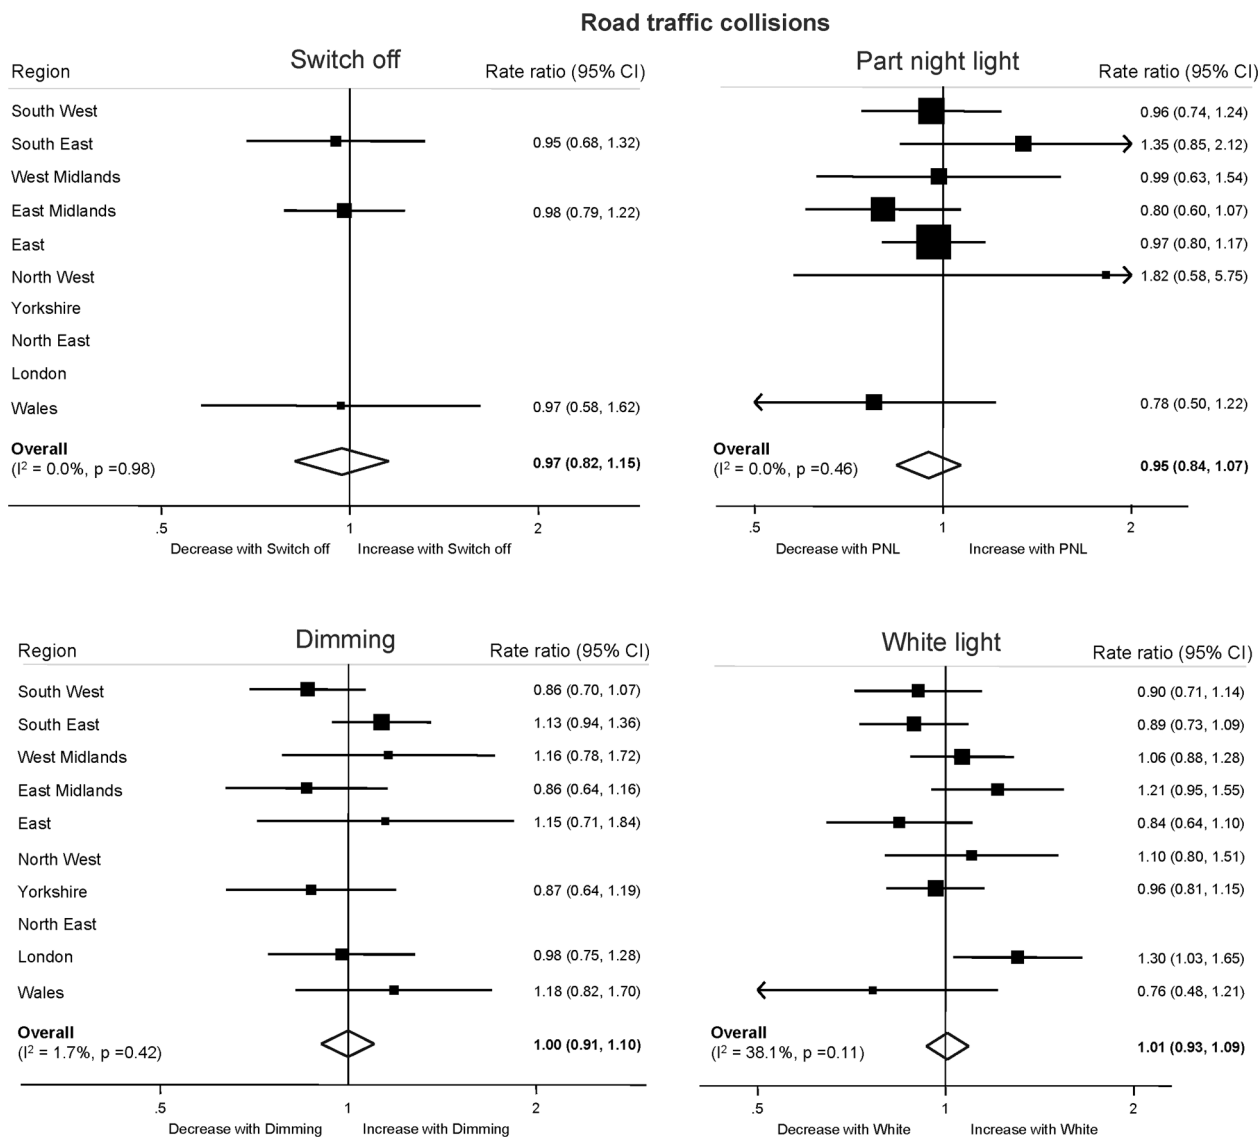 Road traffic collisions
Region Switch off Rate ratio (95% CI)
South West
South East 0.95 (0.68, 1.32)
West Midlands
East Midlands 0.98 (0.79, 1.22)
East
North West
Yorkshire
North East
London
Wales 0.97 (0.58, 1.62)
Overall
(I² = 0.0%, p =0.98) 0.97 (0.82, 1.15)
.5 1 2
Decrease with Switch off Increase with Switch off
Part night light Rate ratio (95% CI)
0.96 (0.74, 1.24)
1.35 (0.85, 2.12)
0.99 (0.63, 1.54)
0.80 (0.60, 1.07)
0.97 (0.80, 1.17)
1.82 (0.58, 5.75)
0.78 (0.50, 1.22)
Overall
(I² = 0.0%, p =0.46) 0.95 (0.84, 1.07)
.5 1 2
Decrease with PNL Increase with PNL
Region Dimming Rate ratio (95% CI)
South West 0.86 (0.70, 1.07)
South East 1.13 (0.94, 1.36)
West Midlands 1.16 (0.78, 1.72)
East Midlands 0.86 (0.64, 1.16)
East 1.15 (0.71, 1.84)
North West
Yorkshire 0.87 (0.64, 1.19)
North East
London 0.98 (0.75, 1.28)
Wales 1.18 (0.82, 1.70)
Overall
(I² = 1.7%, p =0.42) 1.00 (0.91, 1.10)
.5 1 2
Decrease with Dimming Increase with Dimming
White light Rate ratio (95% CI)
0.90 (0.71, 1.14)
0.89 (0.73, 1.09)
1.06 (0.88, 1.28)
1.21 (0.95, 1.55)
0.84 (0.64, 1.10)
1.10 (0.80, 1.51)
0.96 (0.81, 1.15)
1.30 (1.03, 1.65)
0.76 (0.48, 1.21)
Overall
(I² = 38.1%, p =0.11) 1.01 (0.93, 1.09)
.5 1 2
Decrease with White Increase with White